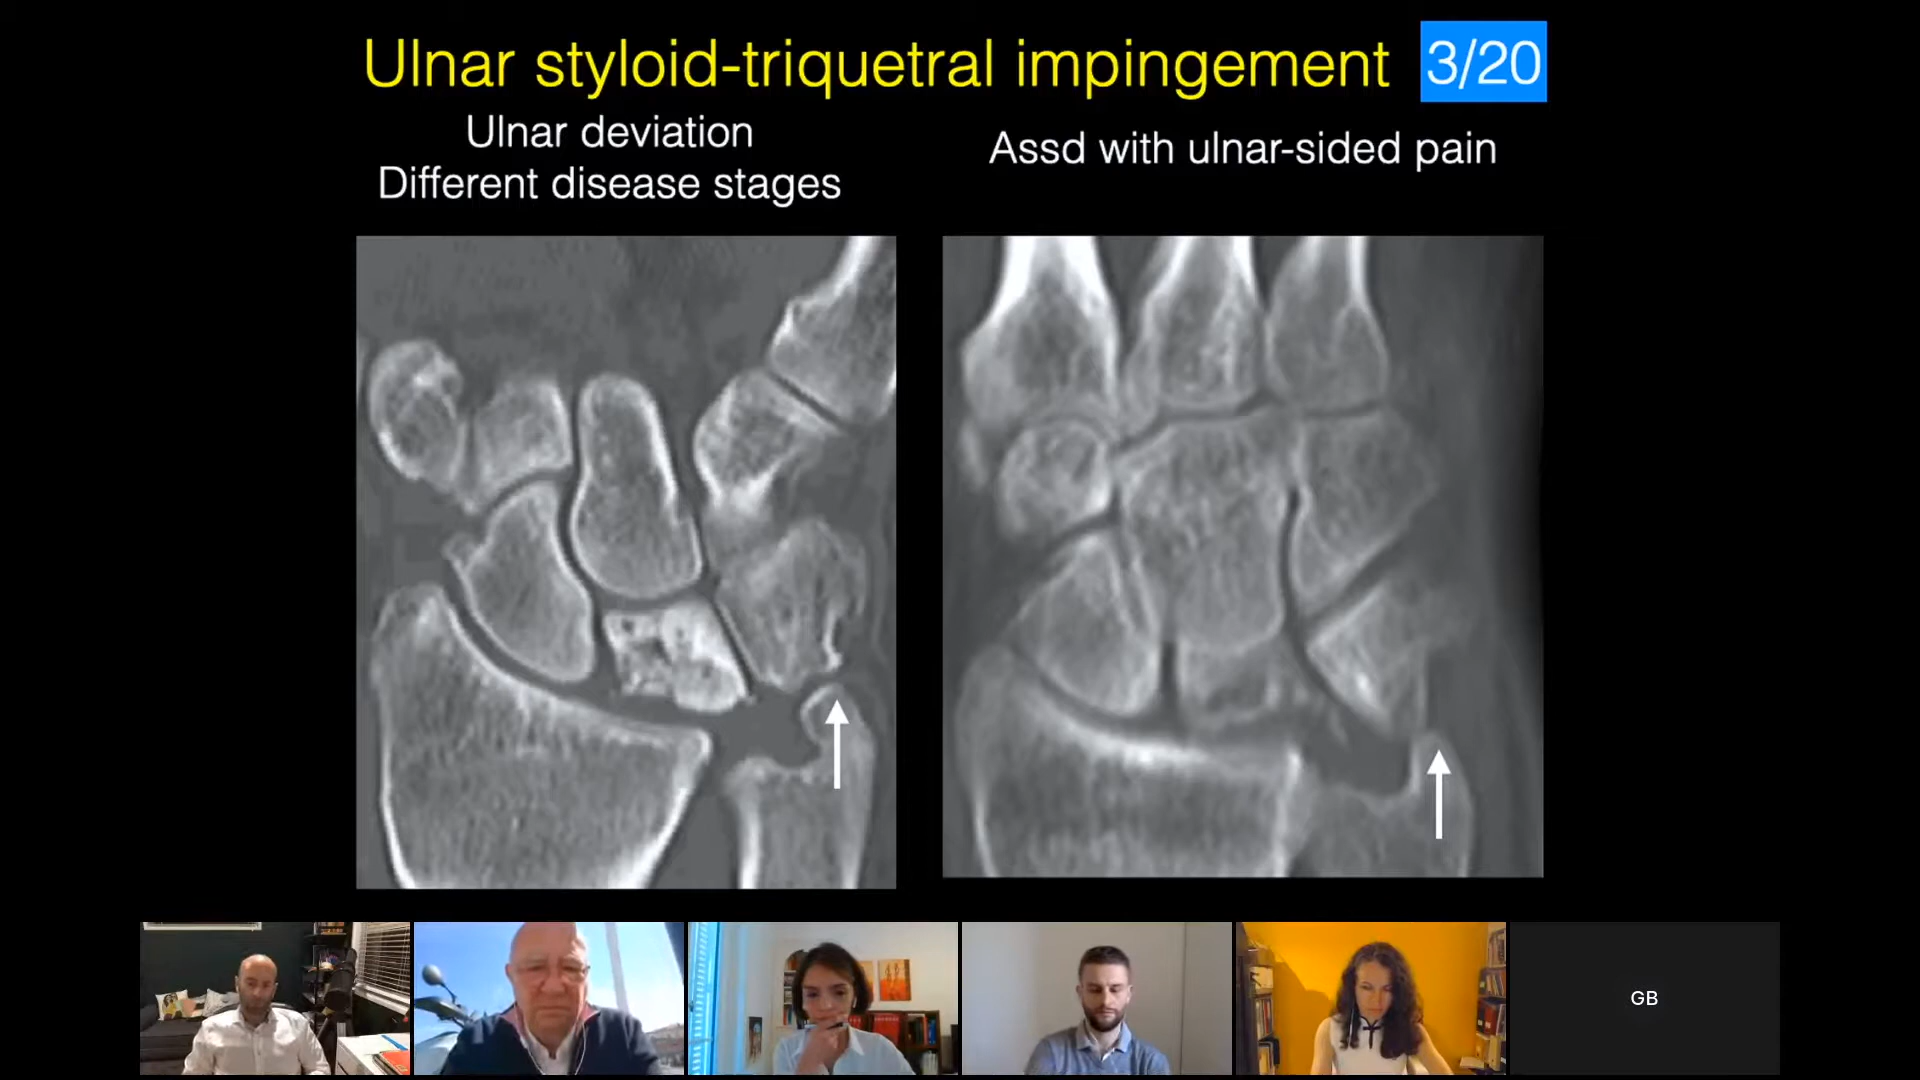 Ulnar styloid-triquetral impingement 3/20
Ulnar deviation
Different disease stages
Assd with ulnar-sided pain
GB